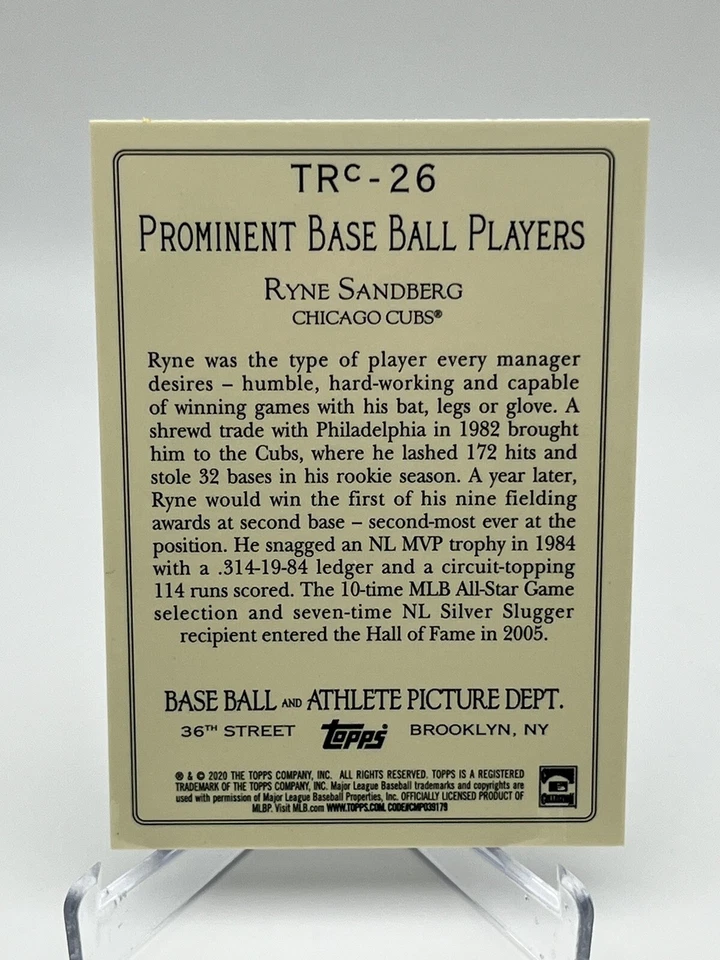 TRC-26
PROMINENT BASE BALL PLAYERS
RYNE SANDBERG
CHICAGO CUBS®
Ryne was the type of player every manager
desires – humble, hard-working and capable
of winning games with his bat, legs or glove. A
shrewd trade with Philadelphia in 1982 brought
him to the Cubs, where he lashed 172 hits and
stole 32 bases in his rookie season. A year later,
Ryne would win the first of his nine fielding
awards at second base – second-most ever at the
position. He snagged an NL MVP trophy in 1984
with a .314-19-84 ledger and a circuit-topping
114 runs scored. The 10-time MLB All-Star Game
selection and seven-time NL Silver Slugger
recipient entered the Hall of Fame in 2005.
BASE BALL AND ATHLETE PICTURE DEPT.
36TH STREET Topps BROOKLYN, NY
® & © 2020 THE TOPPS COMPANY, INC. ALL RIGHTS RESERVED. TOPPS IS A REGISTERED
TRADEMARK OF THE TOPPS COMPANY, INC. Major League Baseball trademarks and copyrights are
used with permission of Major League Baseball Properties, Inc. OFFICIALLY LICENSED PRODUCT OF
MLBP. Visit MLB.com WWW.TOPPS.COM. CODE#CMP039179